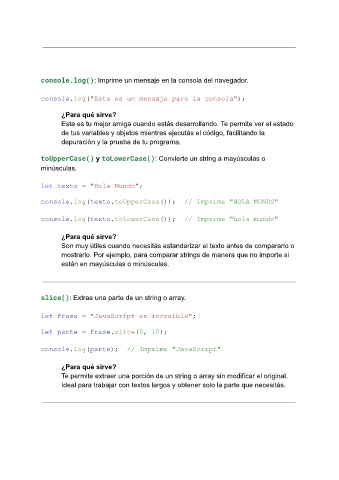 console.log(): Imprime un mensaje en la consola del navegador.
console.log("Este es un mensaje para la consola");
¿Para qué sirve?
Esta es tu mejor amiga cuando estás desarrollando. Te permite ver el estado
de tus variables y objetos mientras ejecutás el código, facilitando la
depuración y la prueba de tu programa.
toUpperCase() y toLowerCase(): Convierte un string a mayúsculas o
minúsculas.
let texto = "Hola Mundo";
console.log(texto.toUpperCase()); // Imprime "HOLA MUNDO"
console.log(texto.toLowerCase()); // Imprime "hola mundo"
¿Para qué sirve?
Son muy útiles cuando necesitás estandarizar el texto antes de compararlo o
mostrarlo. Por ejemplo, para comparar strings de manera que no importe si
están en mayúsculas o minúsculas.
slice(): Extrae una parte de un string o array.
let frase = "JavaScript es increíble";
let parte = frase.slice(0, 10);
console.log(parte); // Imprime "JavaScript"
¿Para qué sirve?
Te permite extraer una porción de un string o array sin modificar el original.
Ideal para trabajar con textos largos y obtener solo la parte que necesitás.